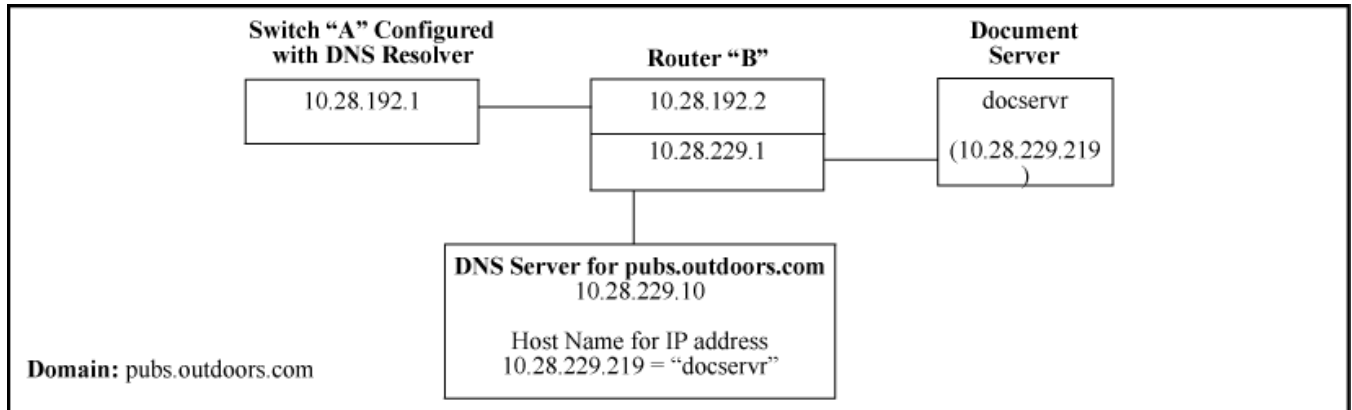 Switch “A” Configured
with DNS Resolver
10.28.192.1
Router “B”
10.28.192.2
10.28.229.1
Document
Server
docservr
(10.28.229.219
)
DNS Server for pubs.outdoors.com
10.28.229.10
Host Name for IP address
10.28.229.219 = “docservr”
Domain: pubs.outdoors.com